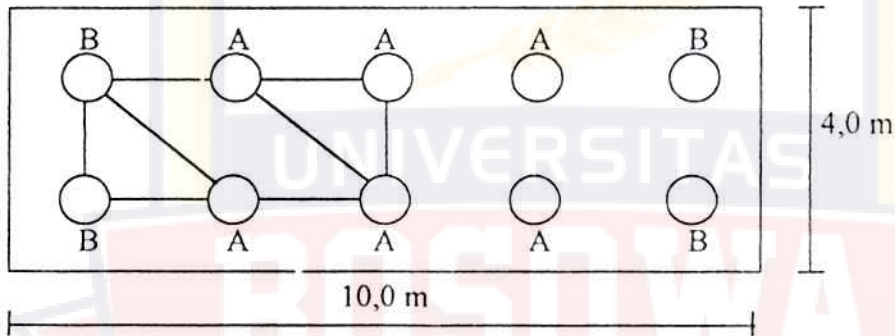 B A A A B
4,0 m
UNIVERSITAS
B A A A B
BOSOWA
10,0 m